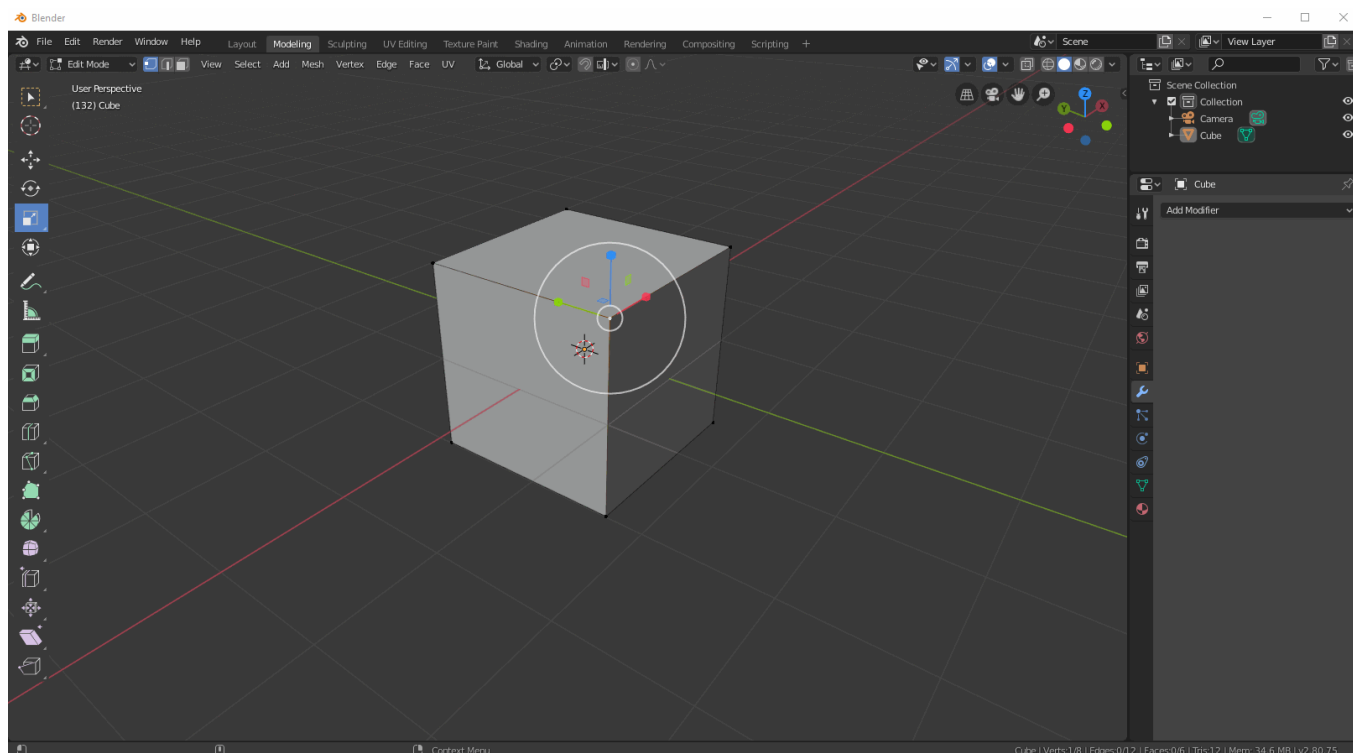 Blender
File Edit Render Window Help Layout Modeling Sculpting UV Editing Texture Paint Shading Animation Rendering Compositing Scripting + Scene View Layer
Edit Mode View Select Add Mesh Vertex Edge Face UV Global
User Perspective
(132) Cube
Z
Y
X
Scene Collection
Collection
Camera
Cube
Cube
Add Modifier
Context Menu
Cube | Verts:1/8 | Edges:0/12 | Faces:0/6 | Tris:12 | Mem: 34.6 MB | v2.80.75